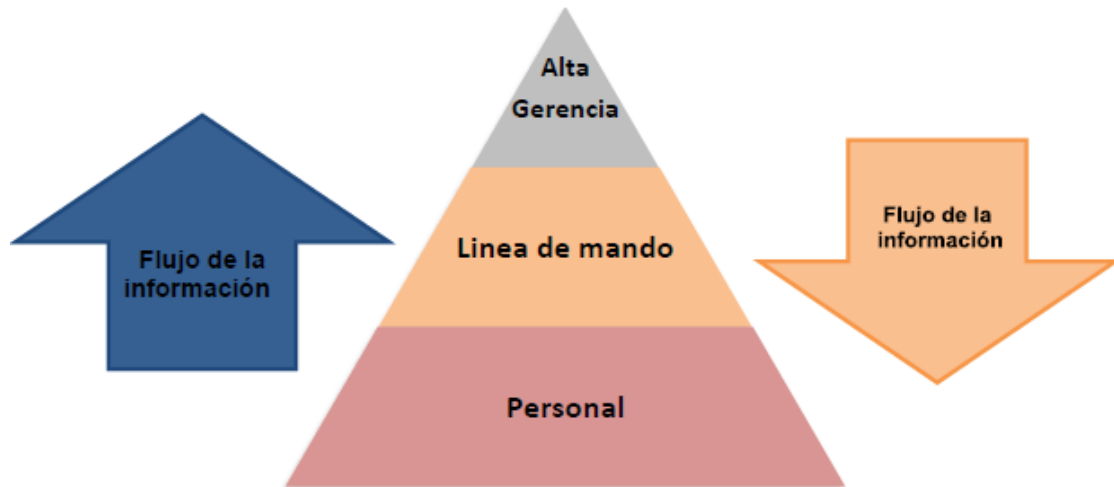 Alta
Gerencia
Flujo de la
información
Linea de mando
Flujo de la
información
Personal